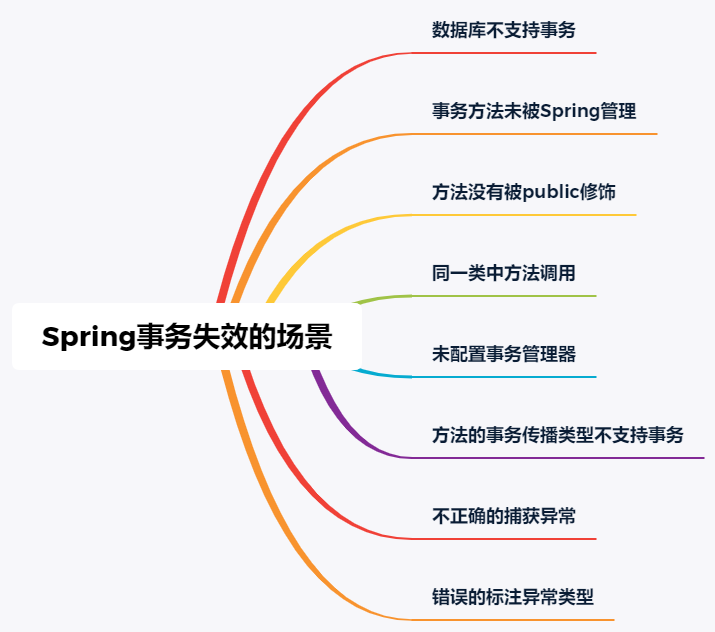 Spring事务失效的场景
数据库不支持事务
事务方法未被Spring管理
方法没有被public修饰
同一类中方法调用
未配置事务管理器
方法的事务传播类型不支持事务
不正确的捕获异常
错误的标注异常类型